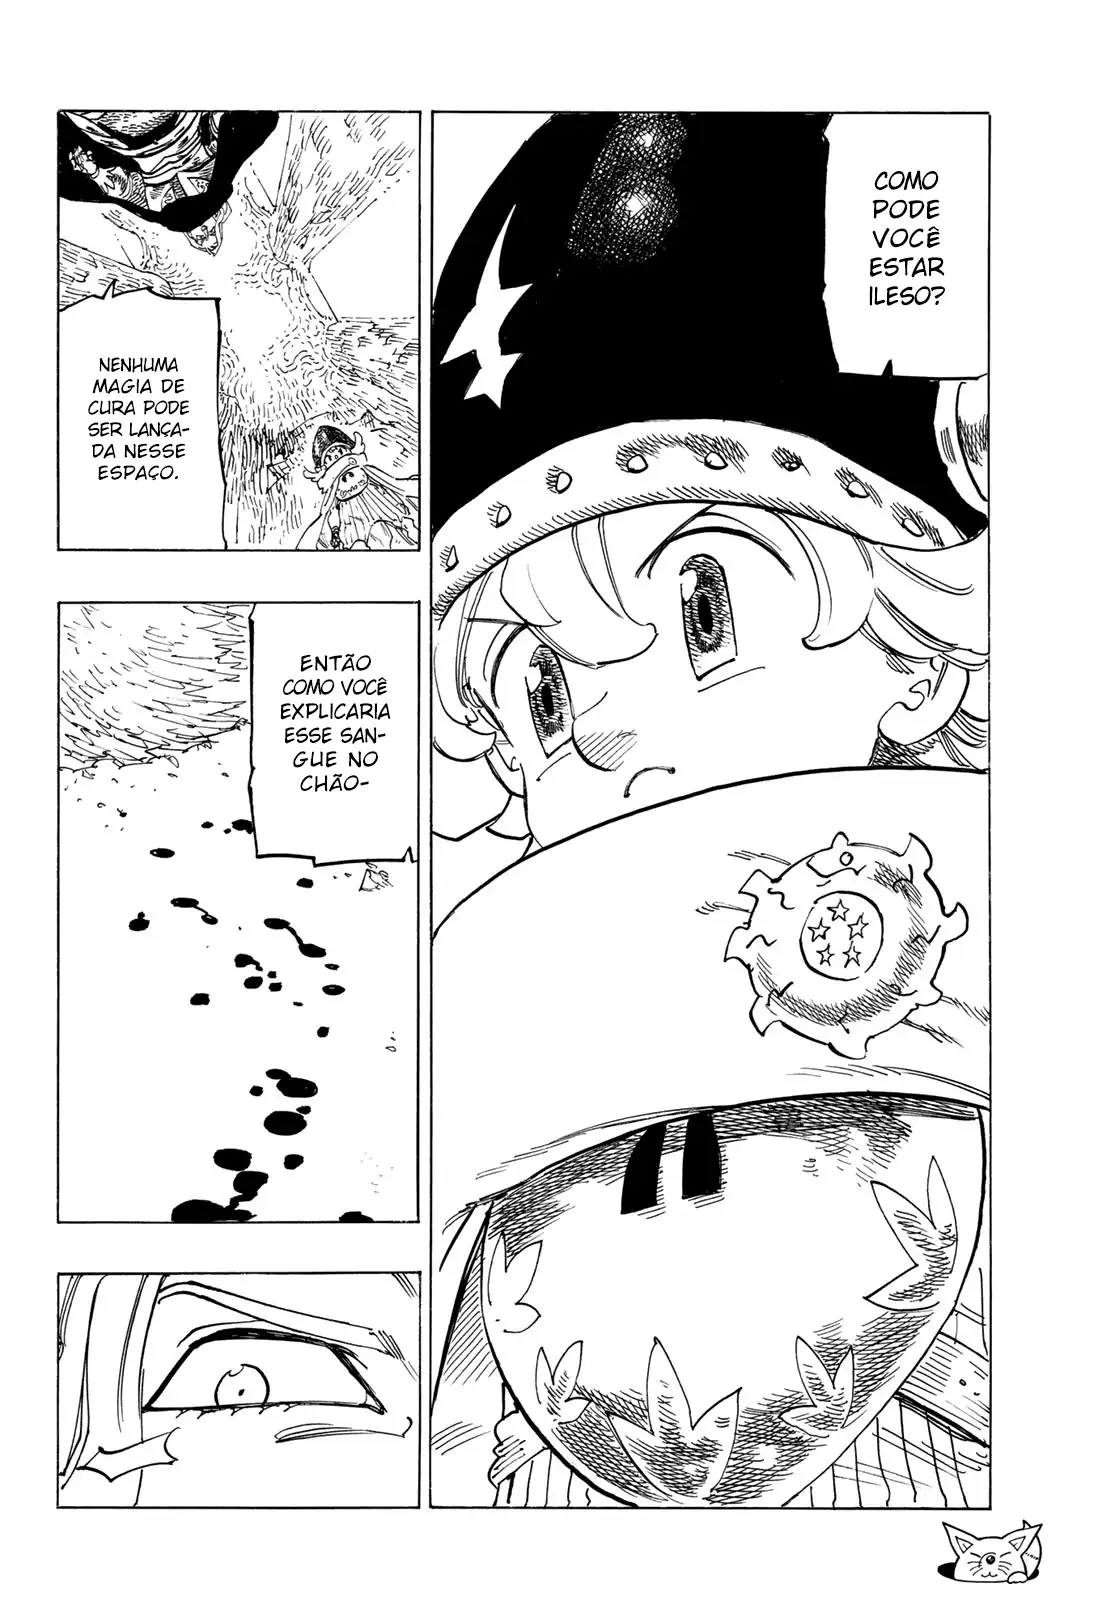 COMO
PODE
VOCÊ
ESTAR
ILESO?
NENHUMA
MAGIA DE
CURA PODE
SER LANÇA-
DA NESSE
ESPAÇO.
ENTÃO
COMO VOCÊ
EXPLICARIA
ESSE SAN-
GUE NO
CHÃO-